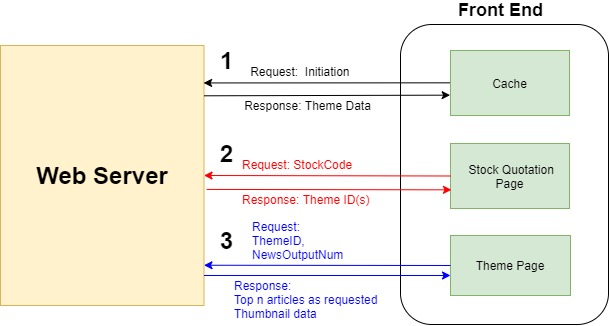 Front End
Web Server
1
Request:  Initiation
Response: Theme Data
Cache
2
Request: StockCode
Response: Theme ID(s)
Stock Quotation
Page
3
Request:
ThemeID,
NewsOutputNum
Response:
Top n articles as requested
Thumbnail data
Theme Page